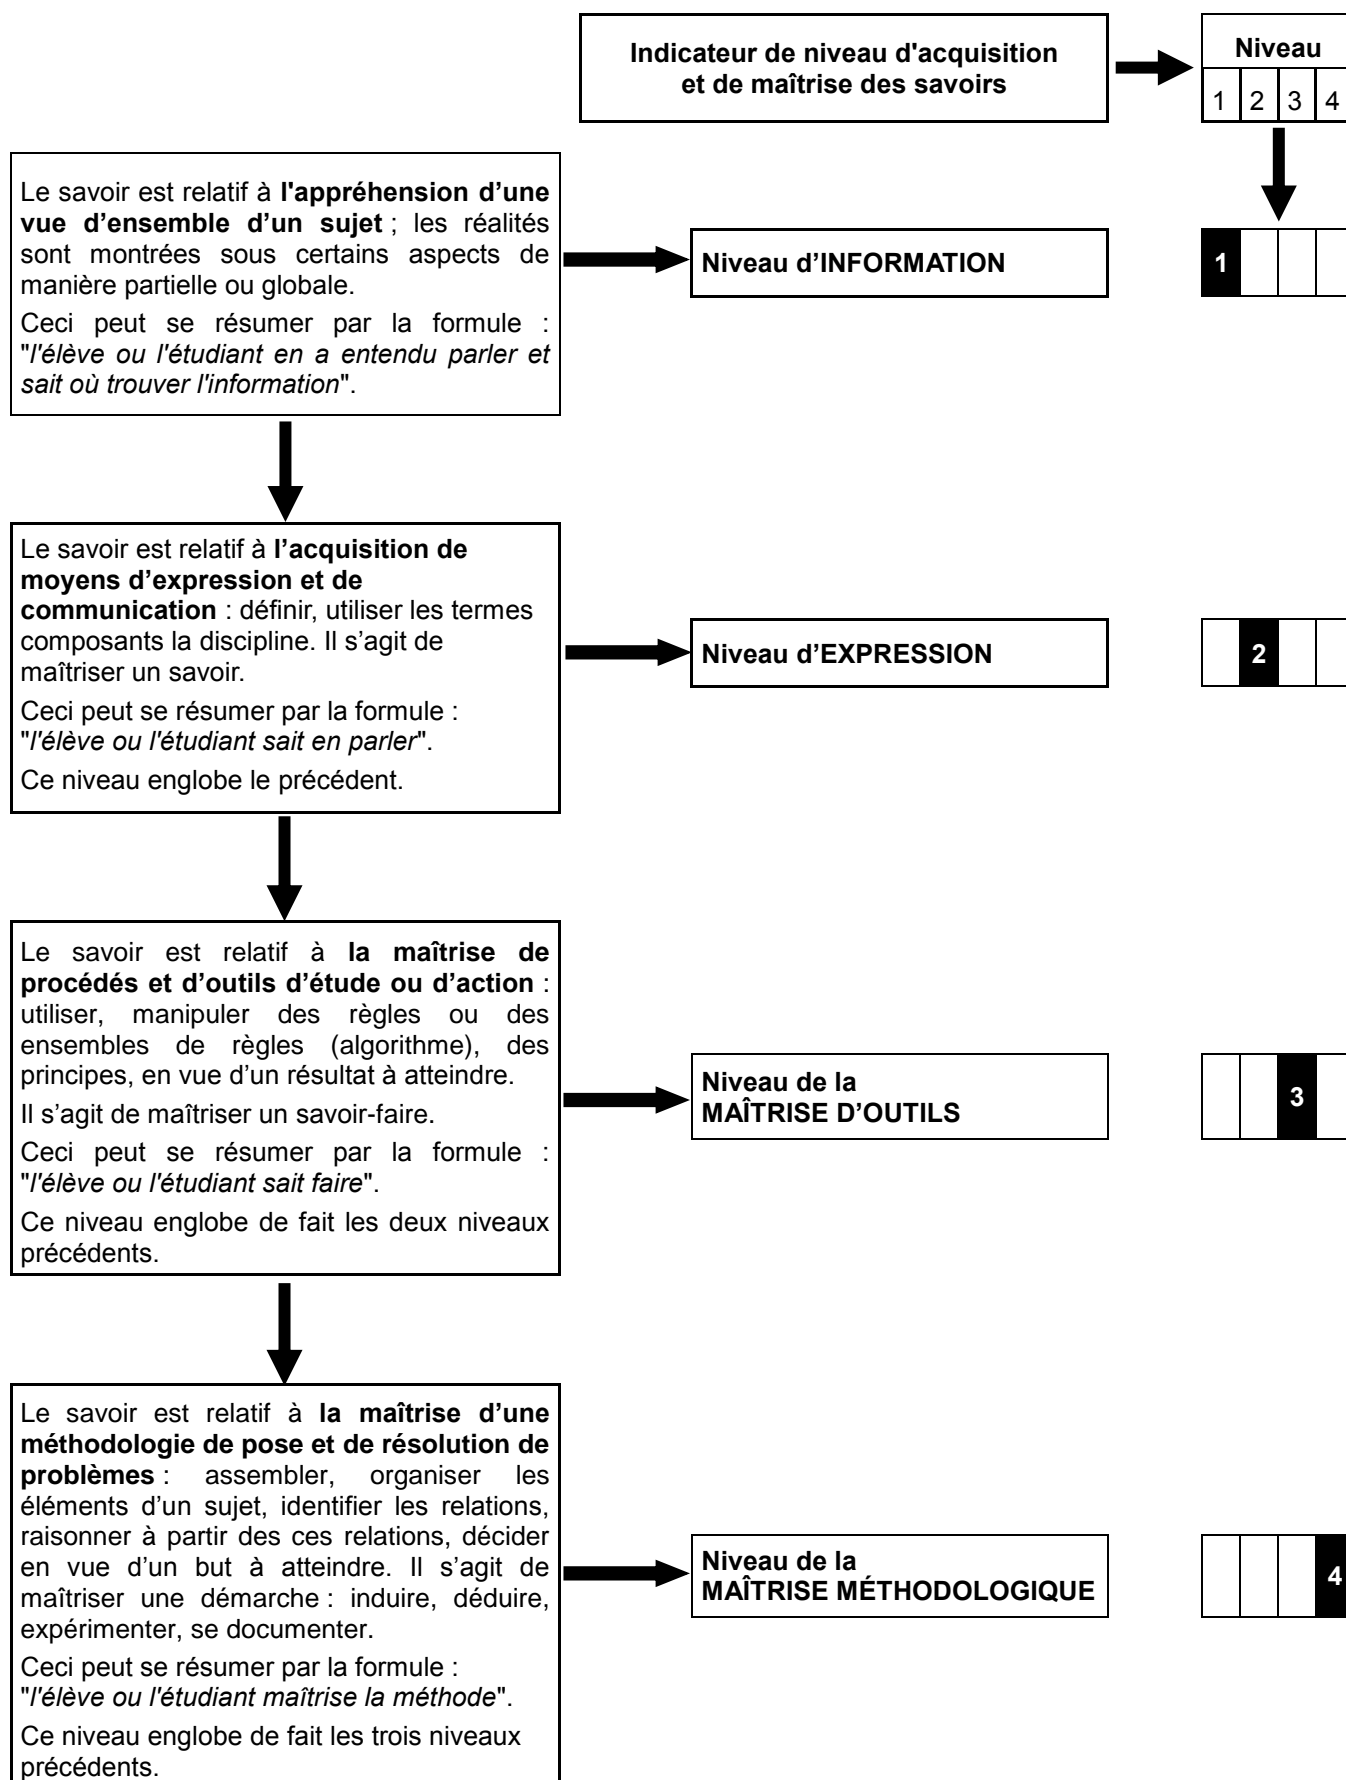 Indicateur de niveau d'acquisition
et de maîtrise des savoirs
Niveau
1 2 3 4
Le savoir est relatif à l'appréhension d’une
vue d’ensemble d’un sujet ; les réalités
sont montrées sous certains aspects de
manière partielle ou globale.
Ceci peut se résumer par la formule :
"l'élève ou l'étudiant en a entendu parler et
sait où trouver l'information".
Niveau d’INFORMATION
1
Le savoir est relatif à l’acquisition de
moyens d’expression et de
communication : définir, utiliser les termes
composants la discipline. Il s’agit de
maîtriser un savoir.
Ceci peut se résumer par la formule :
"l'élève ou l'étudiant sait en parler".
Ce niveau englobe le précédent.
Niveau d’EXPRESSION
2
Le savoir est relatif à la maîtrise de
procédés et d’outils d’étude ou d’action :
utiliser, manipuler des règles ou des
ensembles de règles (algorithme), des
principes, en vue d’un résultat à atteindre.
Il s’agit de maîtriser un savoir-faire.
Ceci peut se résumer par la formule :
"l'élève ou l'étudiant sait faire".
Ce niveau englobe de fait les deux niveaux
précédents.
Niveau de la
MAÎTRISE D’OUTILS
3
Le savoir est relatif à la maîtrise d’une
méthodologie de pose et de résolution de
problèmes : assembler, organiser les
éléments d’un sujet, identifier les relations,
raisonner à partir des ces relations, décider
en vue d’un but à atteindre. Il s’agit de
maîtriser une démarche : induire, déduire,
expérimenter, se documenter.
Ceci peut se résumer par la formule :
"l'élève ou l'étudiant maîtrise la méthode".
Ce niveau englobe de fait les trois niveaux
précédents.
Niveau de la
MAÎTRISE MÉTHODOLOGIQUE
4